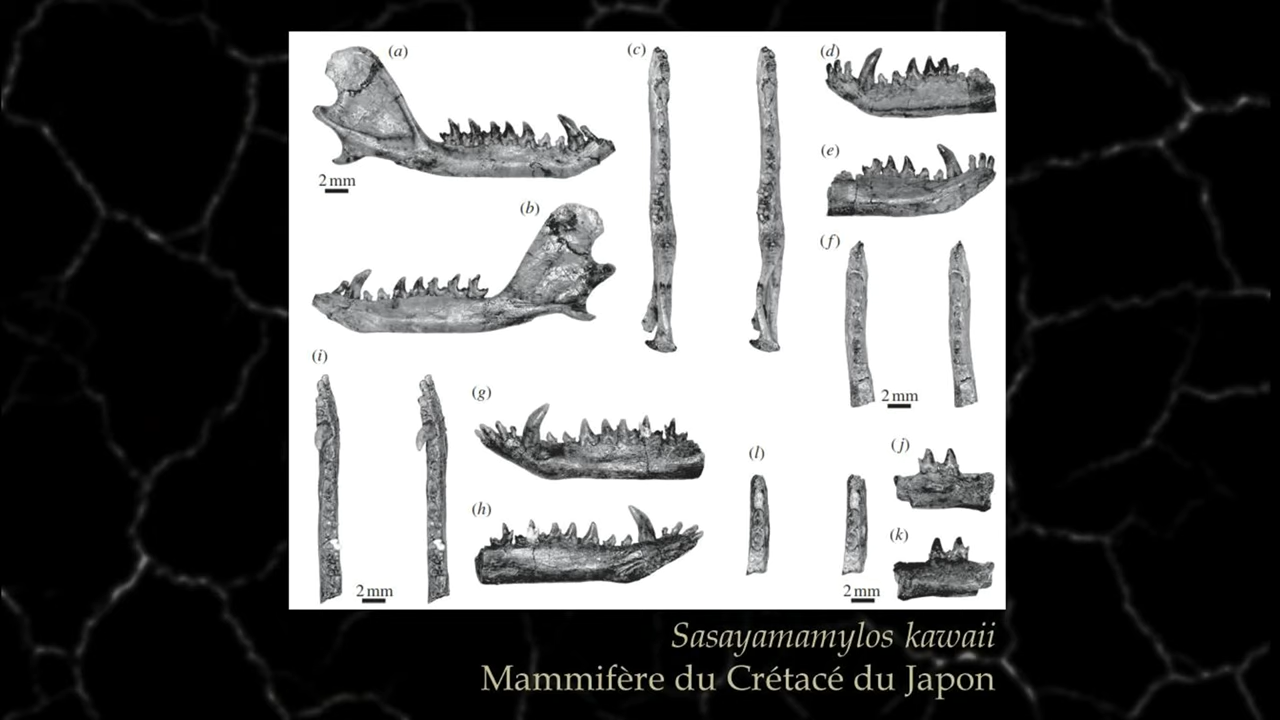 (a)
(c)
(d)
(e)
2 mm
(b)
(f)
(i)
2 mm
(g)
(j)
(l)
(h)
(k)
2 mm
2 mm
Sasayamamylos kawaii
Mammifère du Crétacé du Japon